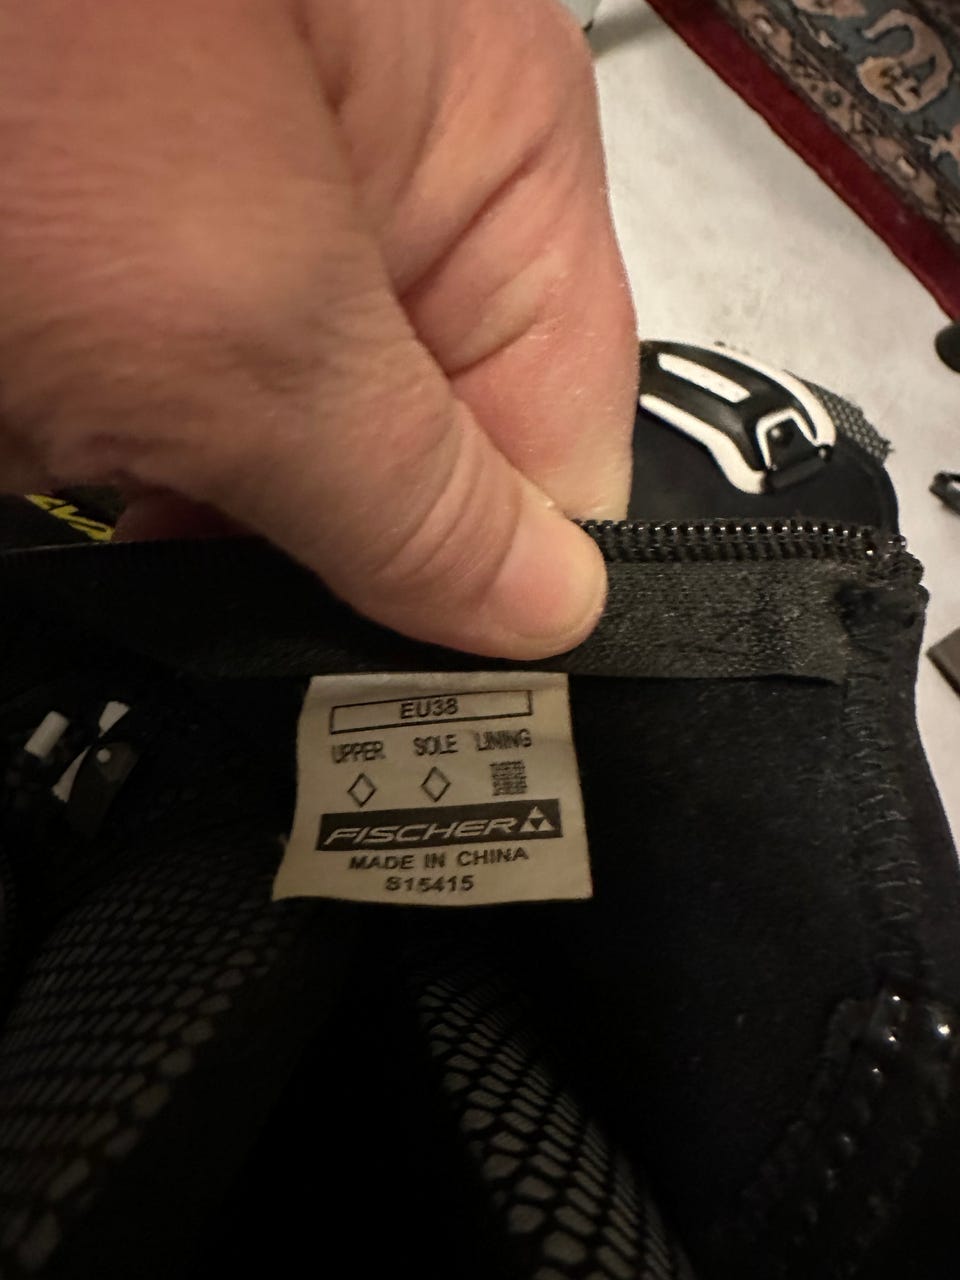 EU38
UPPER SOLE LINING
FISCHER
MADE IN CHINA
S15415